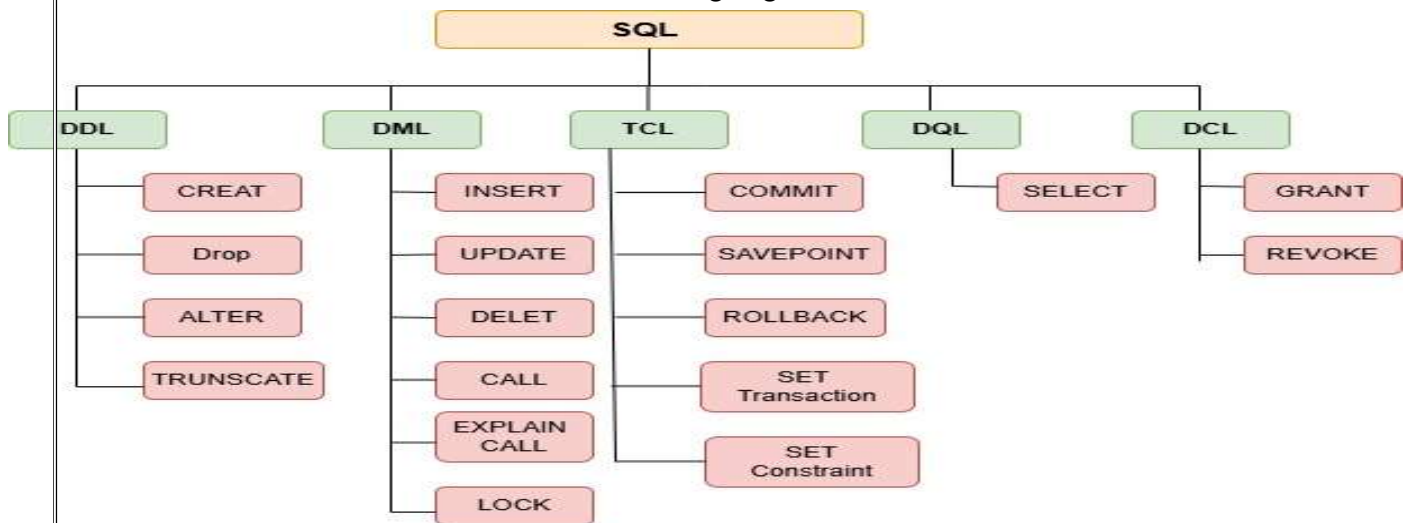 SQL
DDL
DML
TCL
DQL
DCL
CREAT
INSERT
COMMIT
SELECT
GRANT
Drop
UPDATE
SAVEPOINT
REVOKE
ALTER
DELET
ROLLBACK
TRUNSCATE
CALL
SET
Transaction
EXPLAIN
CALL
SET
Constraint
LOCK